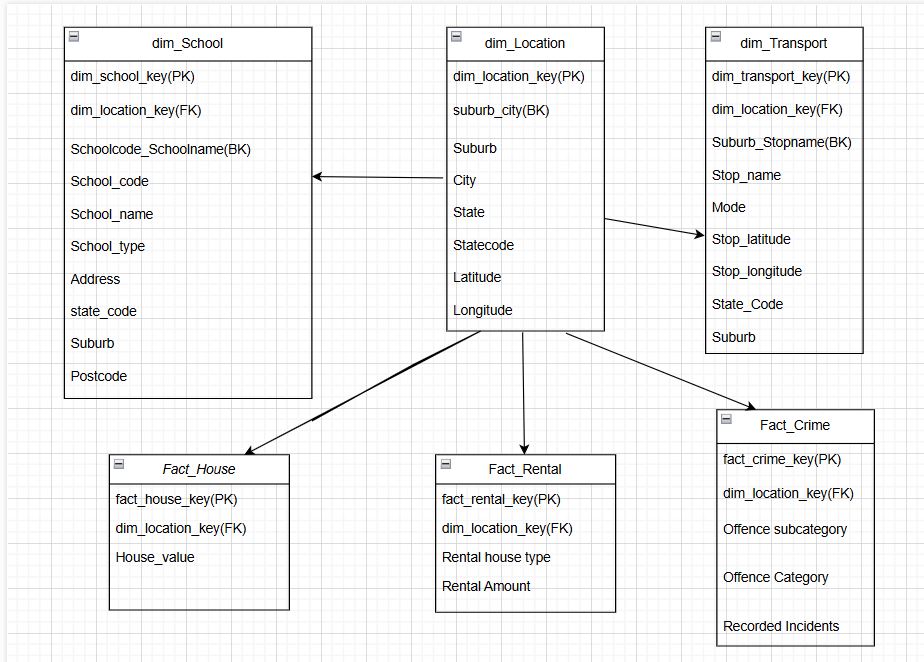 dim_School
dim_school_key(PK)
dim_location_key(FK)
Schoolcode_Schoolname(BK)
School_code
School_name
School_type
Address
state_code
Suburb
Postcode
dim_Location
dim_location_key(PK)
suburb_city(BK)
Suburb
City
State
Statecode
Latitude
Longitude
dim_Transport
dim_transport_key(PK)
dim_location_key(FK)
Suburb_Stopname(BK)
Stop_name
Mode
Stop_latitude
Stop_longitude
State_Code
Suburb
Fact_House
fact_house_key(PK)
dim_location_key(FK)
House_value
Fact_Rental
fact_rental_key(PK)
dim_location_key(FK)
Rental house type
Rental Amount
Fact_Crime
fact_crime_key(PK)
dim_location_key(FK)
Offence subcategory
Offence Category
Recorded Incidents